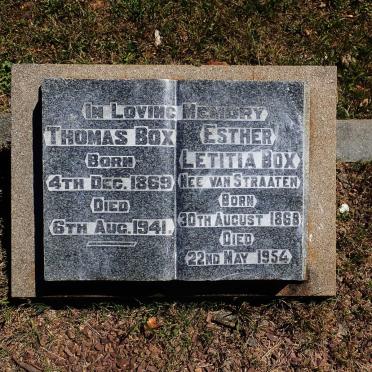 IN LOVING MEMORY
THOMAS BOX
BORN
4TH DEC. 1869
DIED
6TH AUG. 1941.
ESTHER
LETITIA BOX
NEE VAN STRAATEN
BORN
30TH AUGUST 1868
DIED
22ND MAY 1954